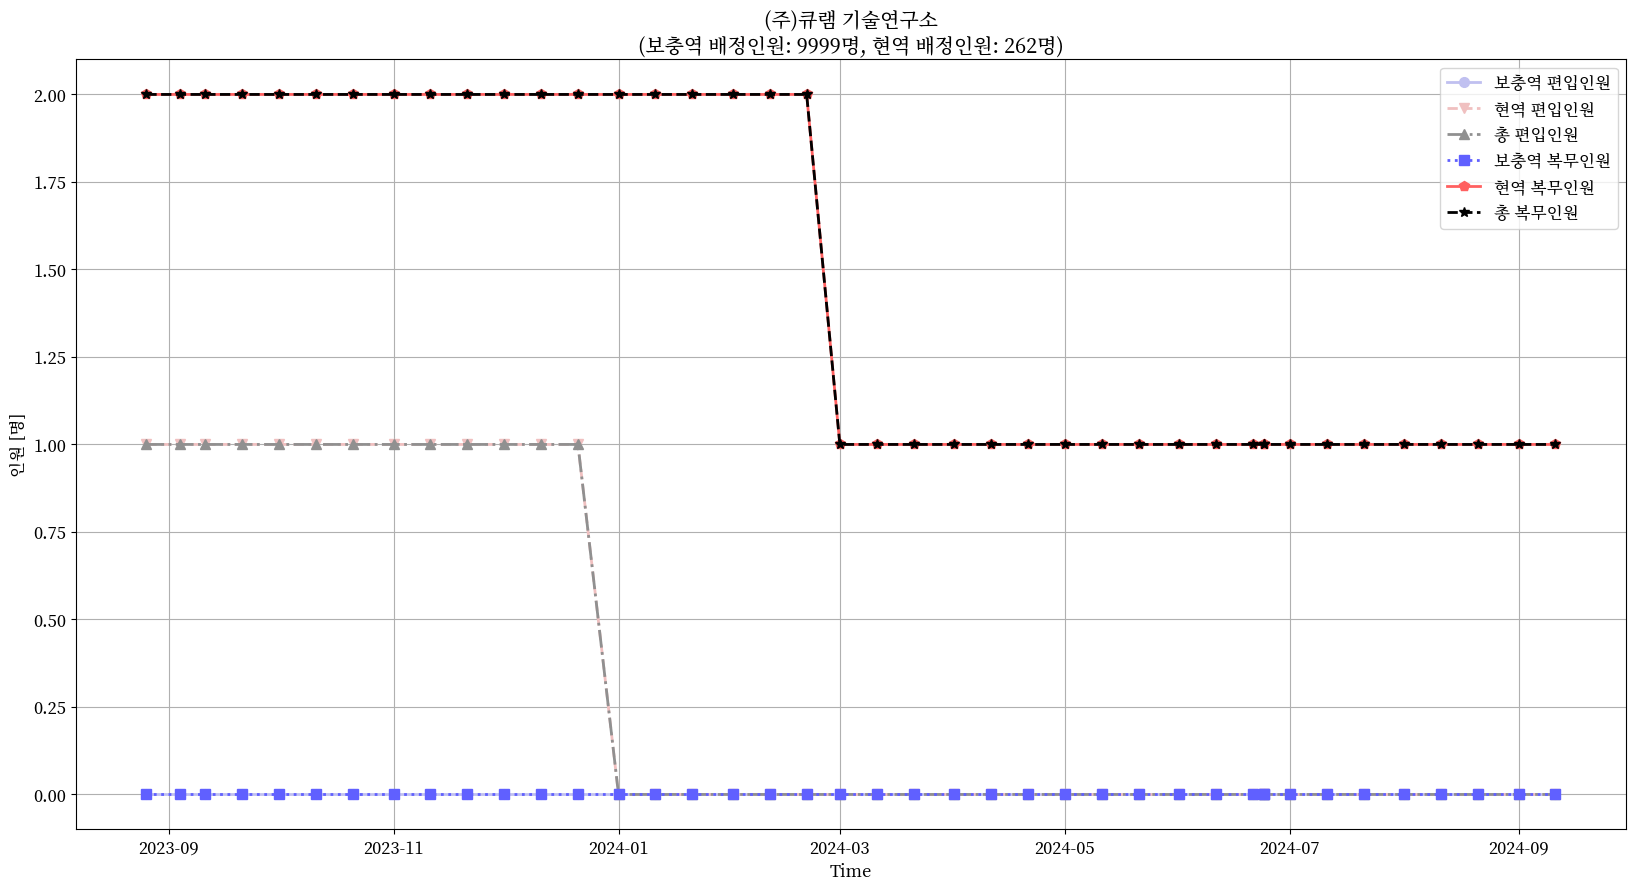 (주)큐램 기술연구소
(보충역 배정인원: 9999명, 현역 배정인원: 262명)
보충역 편입인원
현역 편입인원
총 편입인원
보충역 복무인원
현역 복무인원
총 복무인원
인원 [명]
2.00
1.75
1.50
1.25
1.00
0.75
0.50
0.25
0.00
2023-09
2023-11
2024-01
2024-03
2024-05
2024-07
2024-09
Time